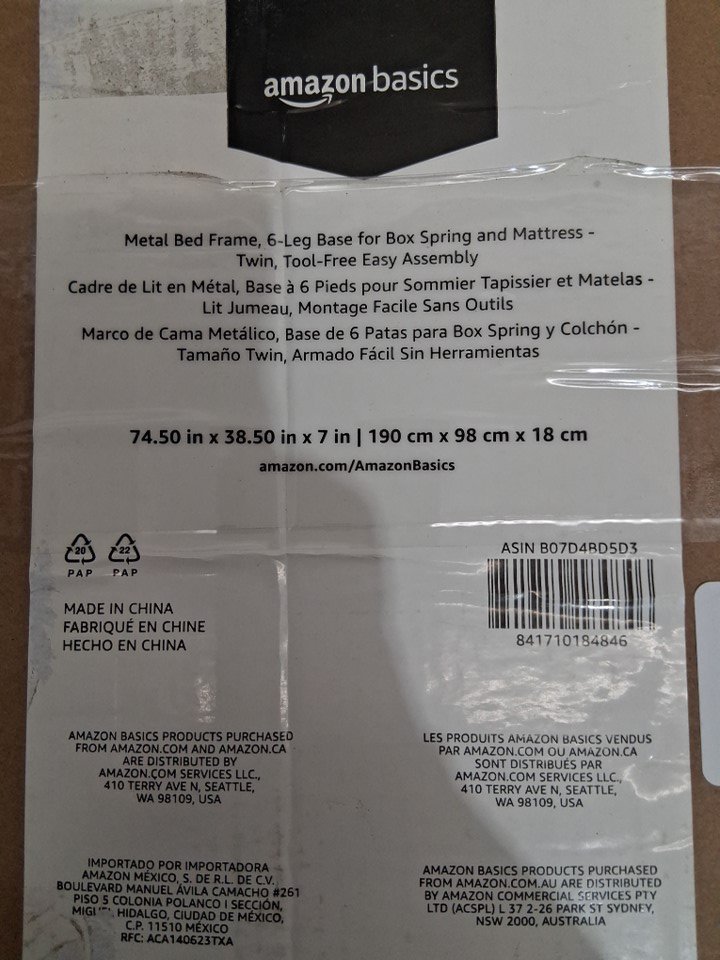 amazon basics
Metal Bed Frame, 6-Leg Base for Box Spring and Mattress -
Twin, Tool-Free Easy Assembly
Cadre de Lit en Métal, Base à 6 Pieds pour Sommier Tapissier et Matelas -
Lit Jumeau, Montage Facile Sans Outils
Marco de Cama Metálico, Base de 6 Patas para Box Spring y Colchón -
Tamaño Twin, Armado Fácil Sin Herramientas
74.50 in x 38.50 in x 7 in | 190 cm x 98 cm x 18 cm
amazon.com/AmazonBasics
20 22
PAP PAP
MADE IN CHINA
FABRIQUÉ EN CHINE
HECHO EN CHINA
ASIN B07D4BD5D3
841710184846
AMAZON BASICS PRODUCTS PURCHASED
FROM AMAZON.COM AND AMAZON.CA
ARE DISTRIBUTED BY
AMAZON.COM SERVICES LLC.,
410 TERRY AVE N, SEATTLE,
WA 98109, USA
LES PRODUITS AMAZON BASICS VENDUS
PAR AMAZON.COM OU AMAZON.CA
SONT DISTRIBUÉS PAR
AMAZON.COM SERVICES LLC.,
410 TERRY AVE N, SEATTLE,
WA 98109, USA
IMPORTADO POR IMPORTADORA
AMAZON MÉXICO, S. DE R.L. DE C.V.
BOULEVARD MANUEL ÁVILA CAMACHO #261
PISO 5 COLONIA POLANCO I SECCIÓN,
HIDALGO, CIUDAD DE MÉXICO,
C.P. 11510 MÉXICO
RFC: ACA140623TXA
AMAZON BASICS PRODUCTS PURCHASED
FROM AMAZON.COM.AU ARE DISTRIBUTED
BY AMAZON COMMERCIAL SERVICES PTY
LTD (ACSPL) L 37 2-26 PARK ST SYDNEY,
NSW 2000, AUSTRALIA